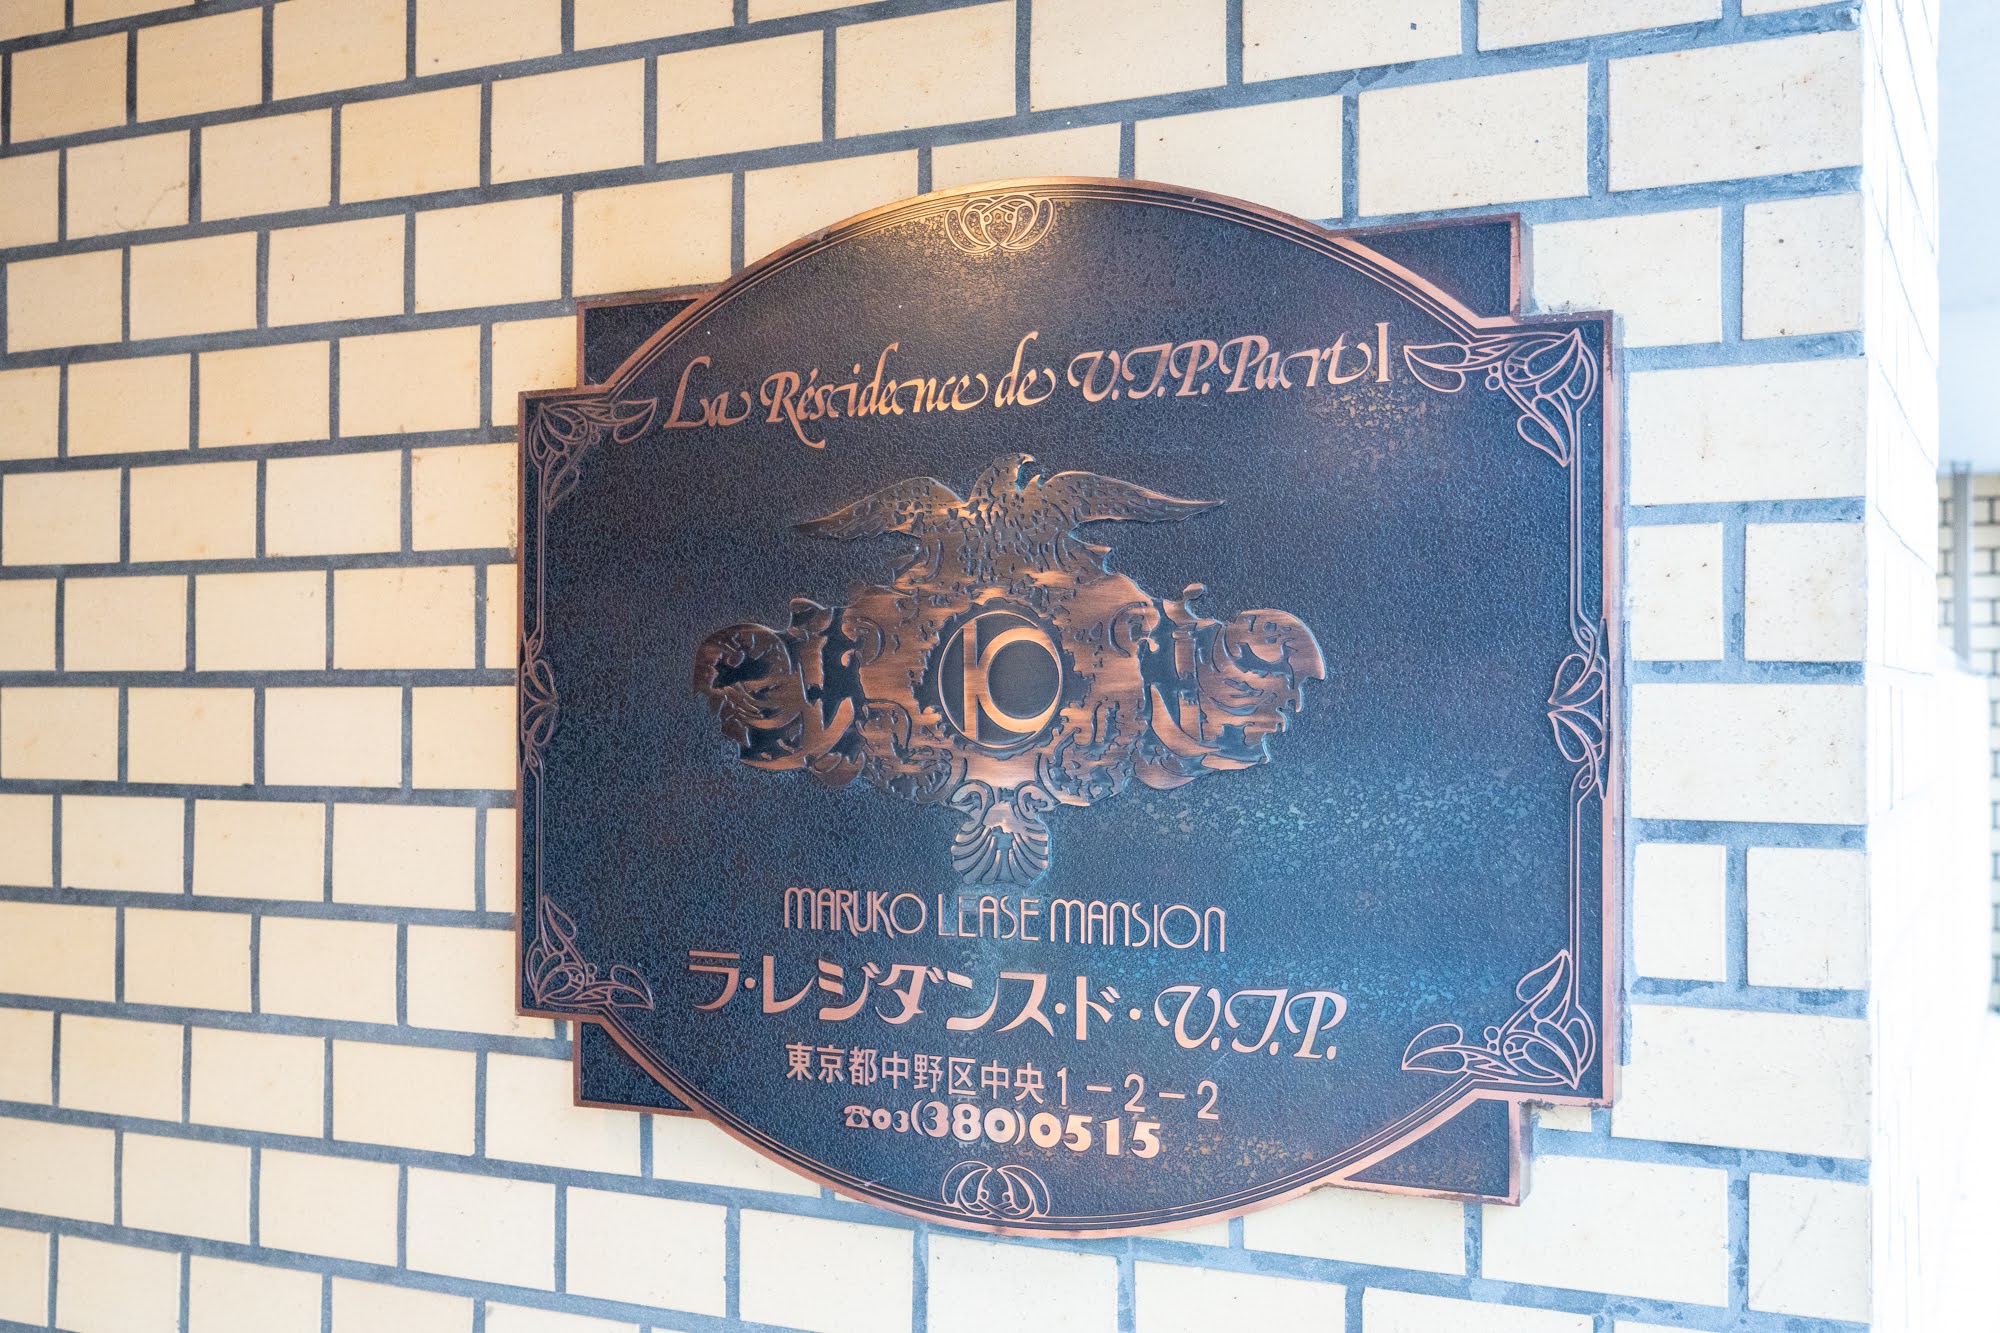 La Résidence de V.I.P. Part I
MARUKO LEASE MANSION
ラ・レジダンス・ド・V.I.P.
東京都中野区中央1-2-2
☎03(380)0515